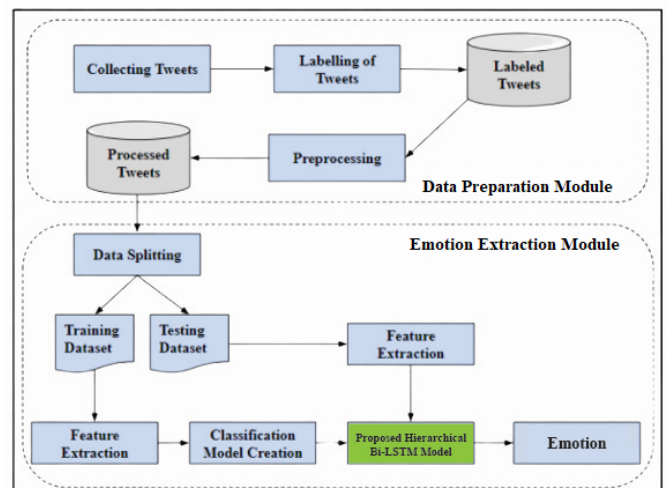 Collecting Tweets
Labelling of
Tweets
Labeled
Tweets
Processed
Tweets
Preprocessing
Data Preparation Module
Emotion Extraction Module
Data Splitting
Training
Dataset
Testing
Dataset
Feature
Extraction
Feature
Extraction
Classification
Model Creation
Proposed Hierarchical
Bi-LSTM Model
Emotion